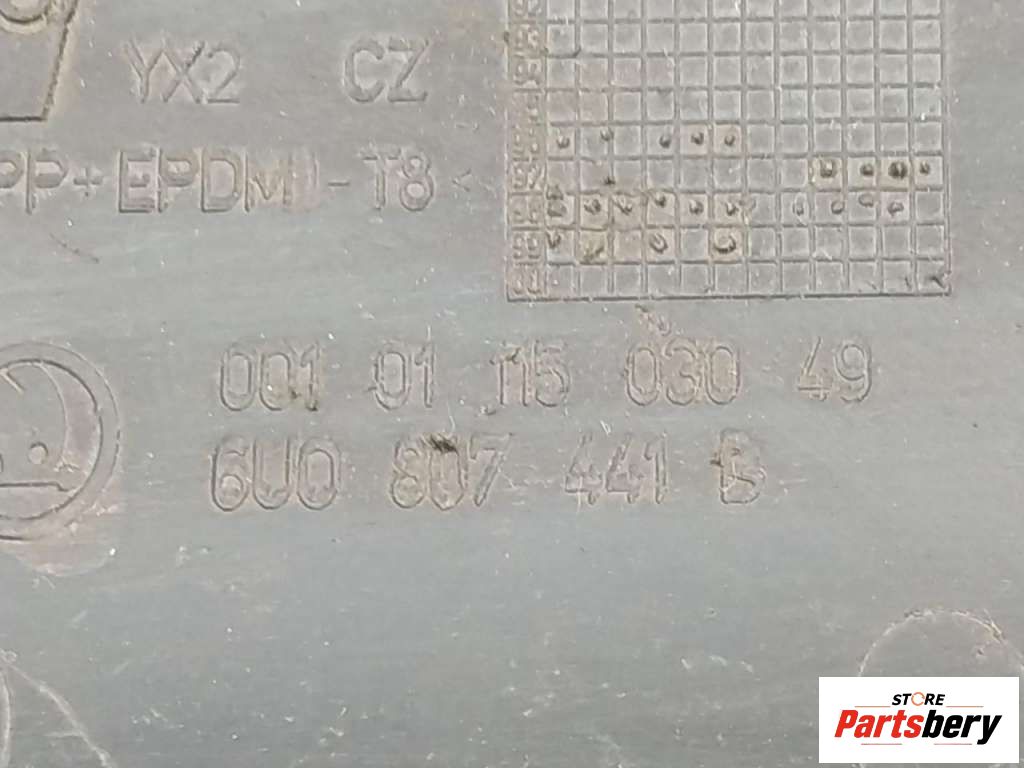 YX2 CZ
PP+EPDM - T8 <
001 01 115 030 49
6U0 807 441 B
STORE
Partsbery